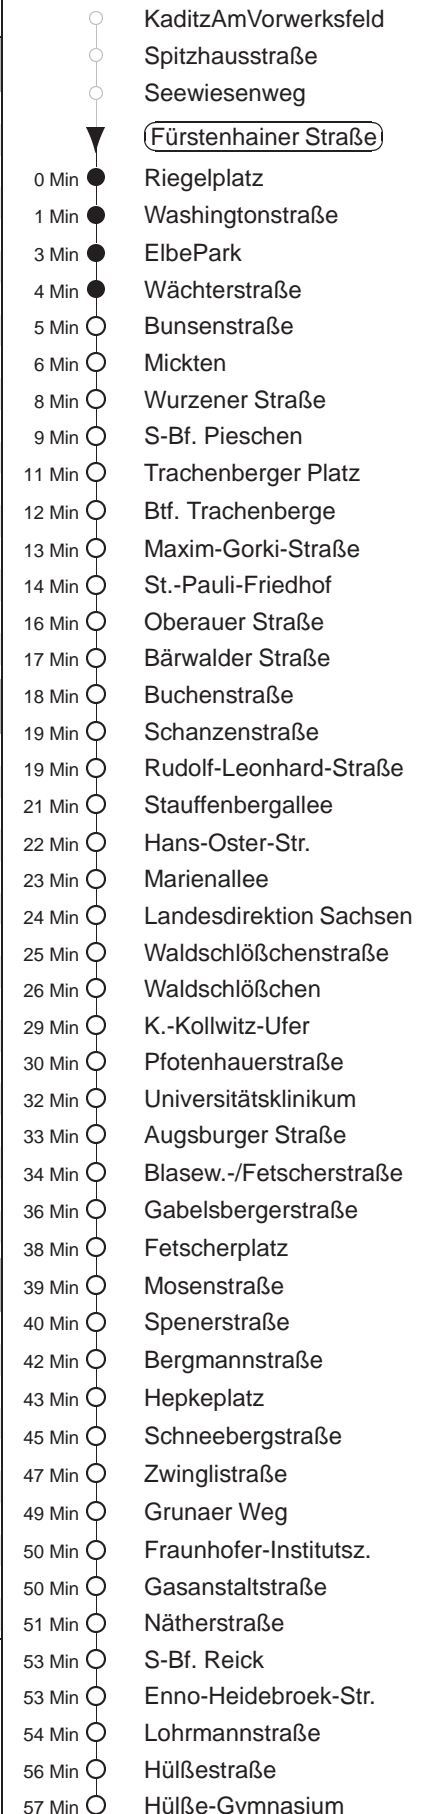 KaditzAmVorwerksfeld
Spitzhausstraße
Seewiesenweg
Fürstenhainer Straße
0 Min Riegelplatz
1 Min Washingtonstraße
3 Min ElbePark
4 Min Wächterstraße
5 Min Bunsenstraße
6 Min Mickten
8 Min Wurzener Straße
9 Min S-Bf. Pieschen
11 Min Trachenberger Platz
12 Min Btf. Trachenberge
13 Min Maxim-Gorki-Straße
14 Min St.-Pauli-Friedhof
16 Min Oberauer Straße
17 Min Bärwalder Straße
18 Min Buchenstraße
19 Min Schanzenstraße
19 Min Rudolf-Leonhard-Straße
21 Min Stauffenbergallee
22 Min Hans-Oster-Str.
23 Min Marienallee
24 Min Landesdirektion Sachsen
25 Min Waldschlößchenstraße
26 Min Waldschlößchen
29 Min K.-Kollwitz-Ufer
30 Min Pfotenhauerstraße
32 Min Universitätsklinikum
33 Min Augsburger Straße
34 Min Blasew.-/Fetscherstraße
36 Min Gabelsbergerstraße
38 Min Fetscherplatz
39 Min Mosenstraße
40 Min Spenerstraße
42 Min Bergmannstraße
43 Min Hepkeplatz
45 Min Schneebergstraße
47 Min Zwinglistraße
49 Min Grunaer Weg
50 Min Fraunhofer-Institutsz.
50 Min Gasanstaltstraße
51 Min Nätherstraße
53 Min S-Bf. Reick
53 Min Enno-Heidebroek-Str.
54 Min Lohrmannstraße
56 Min Hülßestraße
57 Min Hülße-Gymnasium